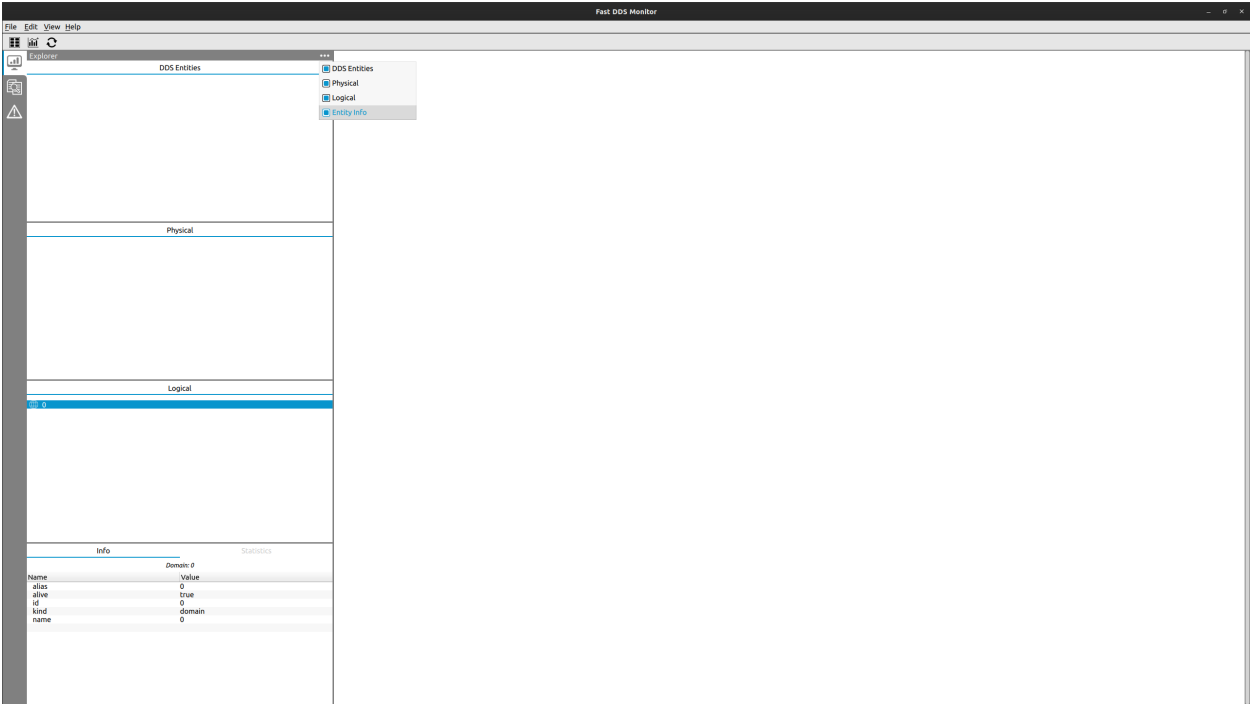 Fast DDS Monitor
File Edit View Help
Explorer
DDS Entities
DDS Entities
Physical
Logical
Entity Info
Physical
Logical
0
Info Statistics
Domain: 0
Name Value
alias 0
alive true
id 0
kind domain
name 0